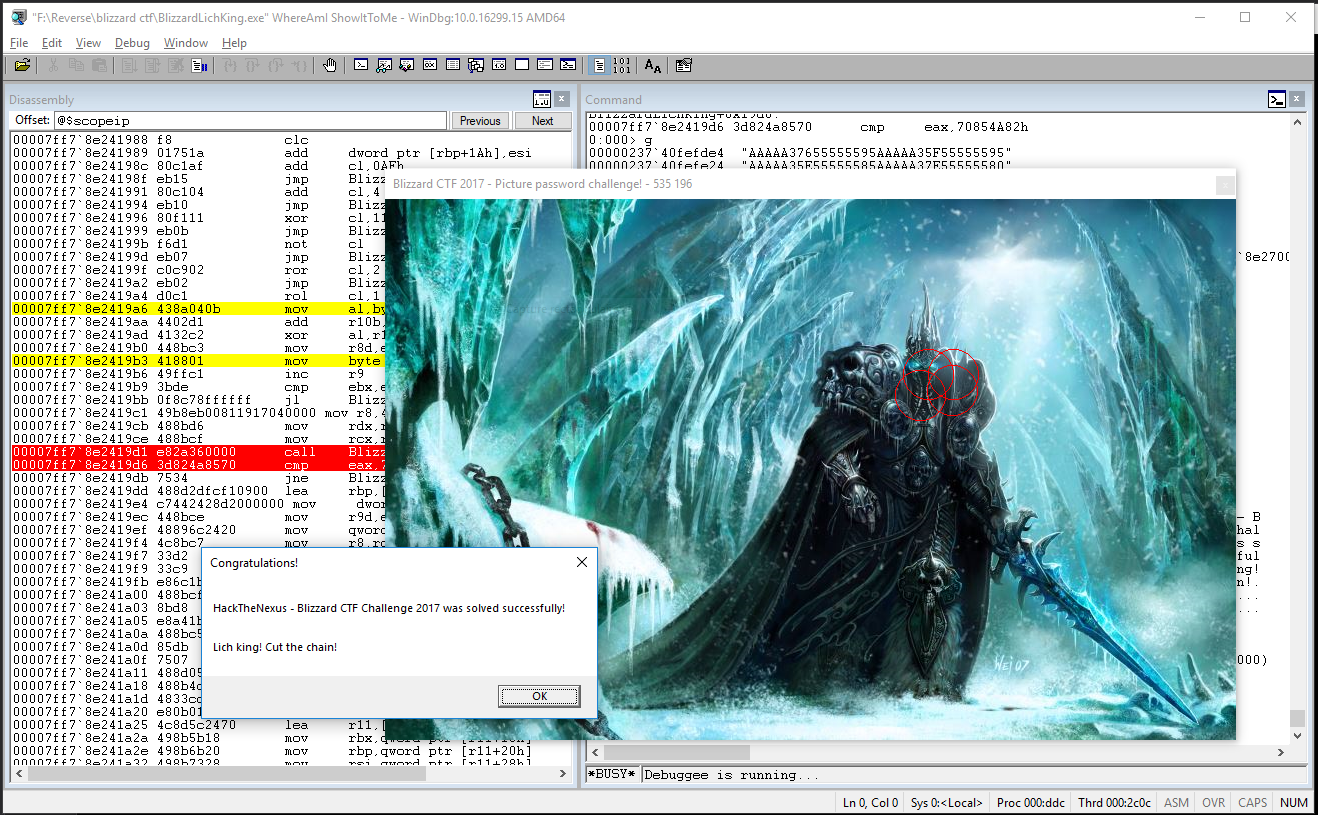 "F:\Reverse\blizzard ctf\BlizzardLichKing.exe" WhereAmI ShowItToMe - WinDbg:10.0.16299.15 AMD64
File Edit View Debug Window Help
Disassembly
Offset: @$scopeip Previous Next
00007ff7`8e241988 f8 clc
00007ff7`8e241989 01751a add dword ptr [rbp+1Ah],esi
00007ff7`8e24198c 80c1af add cl,0AFh
00007ff7`8e24198f eb15 jmp Bliz
00007ff7`8e241991 80c104 add cl,4
00007ff7`8e241994 eb10 jmp Bliz
00007ff7`8e241996 80f111 xor cl,11
00007ff7`8e241999 eb0b jmp Bliz
00007ff7`8e24199b f6d1 not cl
00007ff7`8e24199d eb07 jmp Bliz
00007ff7`8e24199f c0c902 ror cl,2
00007ff7`8e2419a2 eb02 jmp Bliz
00007ff7`8e2419a4 d0c1 rol cl,1
00007ff7`8e2419a6 438a040b mov al,by
00007ff7`8e2419aa 4402d1 add r10b,
00007ff7`8e2419ad 4132c2 xor al,r1
00007ff7`8e2419b0 448bc3 mov r8d,e
00007ff7`8e2419b3 418801 mov byte
00007ff7`8e2419b6 49ffc1 inc r9
00007ff7`8e2419b9 3bde cmp ebx,e
00007ff7`8e2419bb 0f8c78ffffff jl Bliz
00007ff7`8e2419c1 49b8eb00811917040000 mov r8,4
00007ff7`8e2419cb 488bd6 mov rdx,r
00007ff7`8e2419ce 488bcf mov rcx,r
00007ff7`8e2419d1 e82a360000 call Bliz
00007ff7`8e2419d6 3d824a8570 cmp eax,7
00007ff7`8e2419db 7534 jne Bliz
00007ff7`8e2419dd 488d2dfcf10900 lea rbp,[
00007ff7`8e2419e4 c7442428d2000000 mov dwor
00007ff7`8e2419ec 448bce mov r9d,e
00007ff7`8e2419ef 48896c2420 mov qwor
00007ff7`8e2419f4 4c8bc7 mov r8,rd
00007ff7`8e2419f7 33d2
00007ff7`8e2419f9 33c9
00007ff7`8e2419fb e86c1b
00007ff7`8e241a00 488bcf
00007ff7`8e241a03 8bd8
00007ff7`8e241a05 e8a41b
00007ff7`8e241a0a 488bc5
00007ff7`8e241a0d 85db
00007ff7`8e241a0f 7507
00007ff7`8e241a11 488d05
00007ff7`8e241a18 488b4c
00007ff7`8e241a1d 4833cc
00007ff7`8e241a20 e80b01
00007ff7`8e241a25 4c8d5c2470 lea r11,[
00007ff7`8e241a2a 498b5b18 mov rbx,qword ptr [r11+18h]
00007ff7`8e241a2e 498b6b20 mov rbp,qword ptr [r11+20h]
00007ff7`8e241a32 498b7328 mov rsi,qword ptr [r11+28h]
Command
BlizzardLichKing+0x19d6:
00007ff7`8e2419d6 3d824a8570 cmp eax,70854A82h
0:000> g
00000237`40fefde4 "AAAAA37655555595AAAAA35F55555595"
00000237`40fefe24 "AAAAA35F55555585AAAAA37F55555580"
`8e2700
- B
hal
s s
ful
ng!
n!.
...
...
000)
*BUSY* Debuggee is running...
Blizzard CTF 2017 - Picture password challenge! - 535 196
Wei 07
Congratulations!
HackTheNexus - Blizzard CTF Challenge 2017 was solved successfully!
Lich king! Cut the chain!
OK
Ln 0, Col 0 Sys 0:<Local> Proc 000:ddc Thrd 000:2c0c ASM OVR CAPS NUM